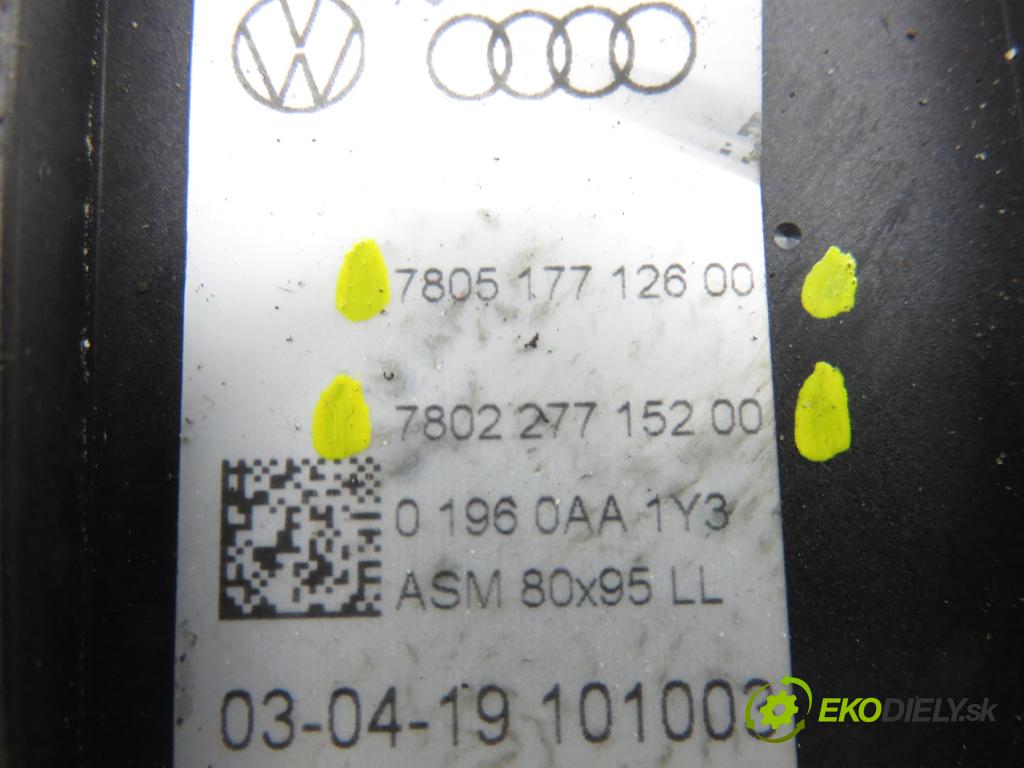 7805 177 126 00
7802 277 152 00
0 196 0AA 1Y3
ASM 80x95 LL
03-04-19 101003
EKODIELY.sk